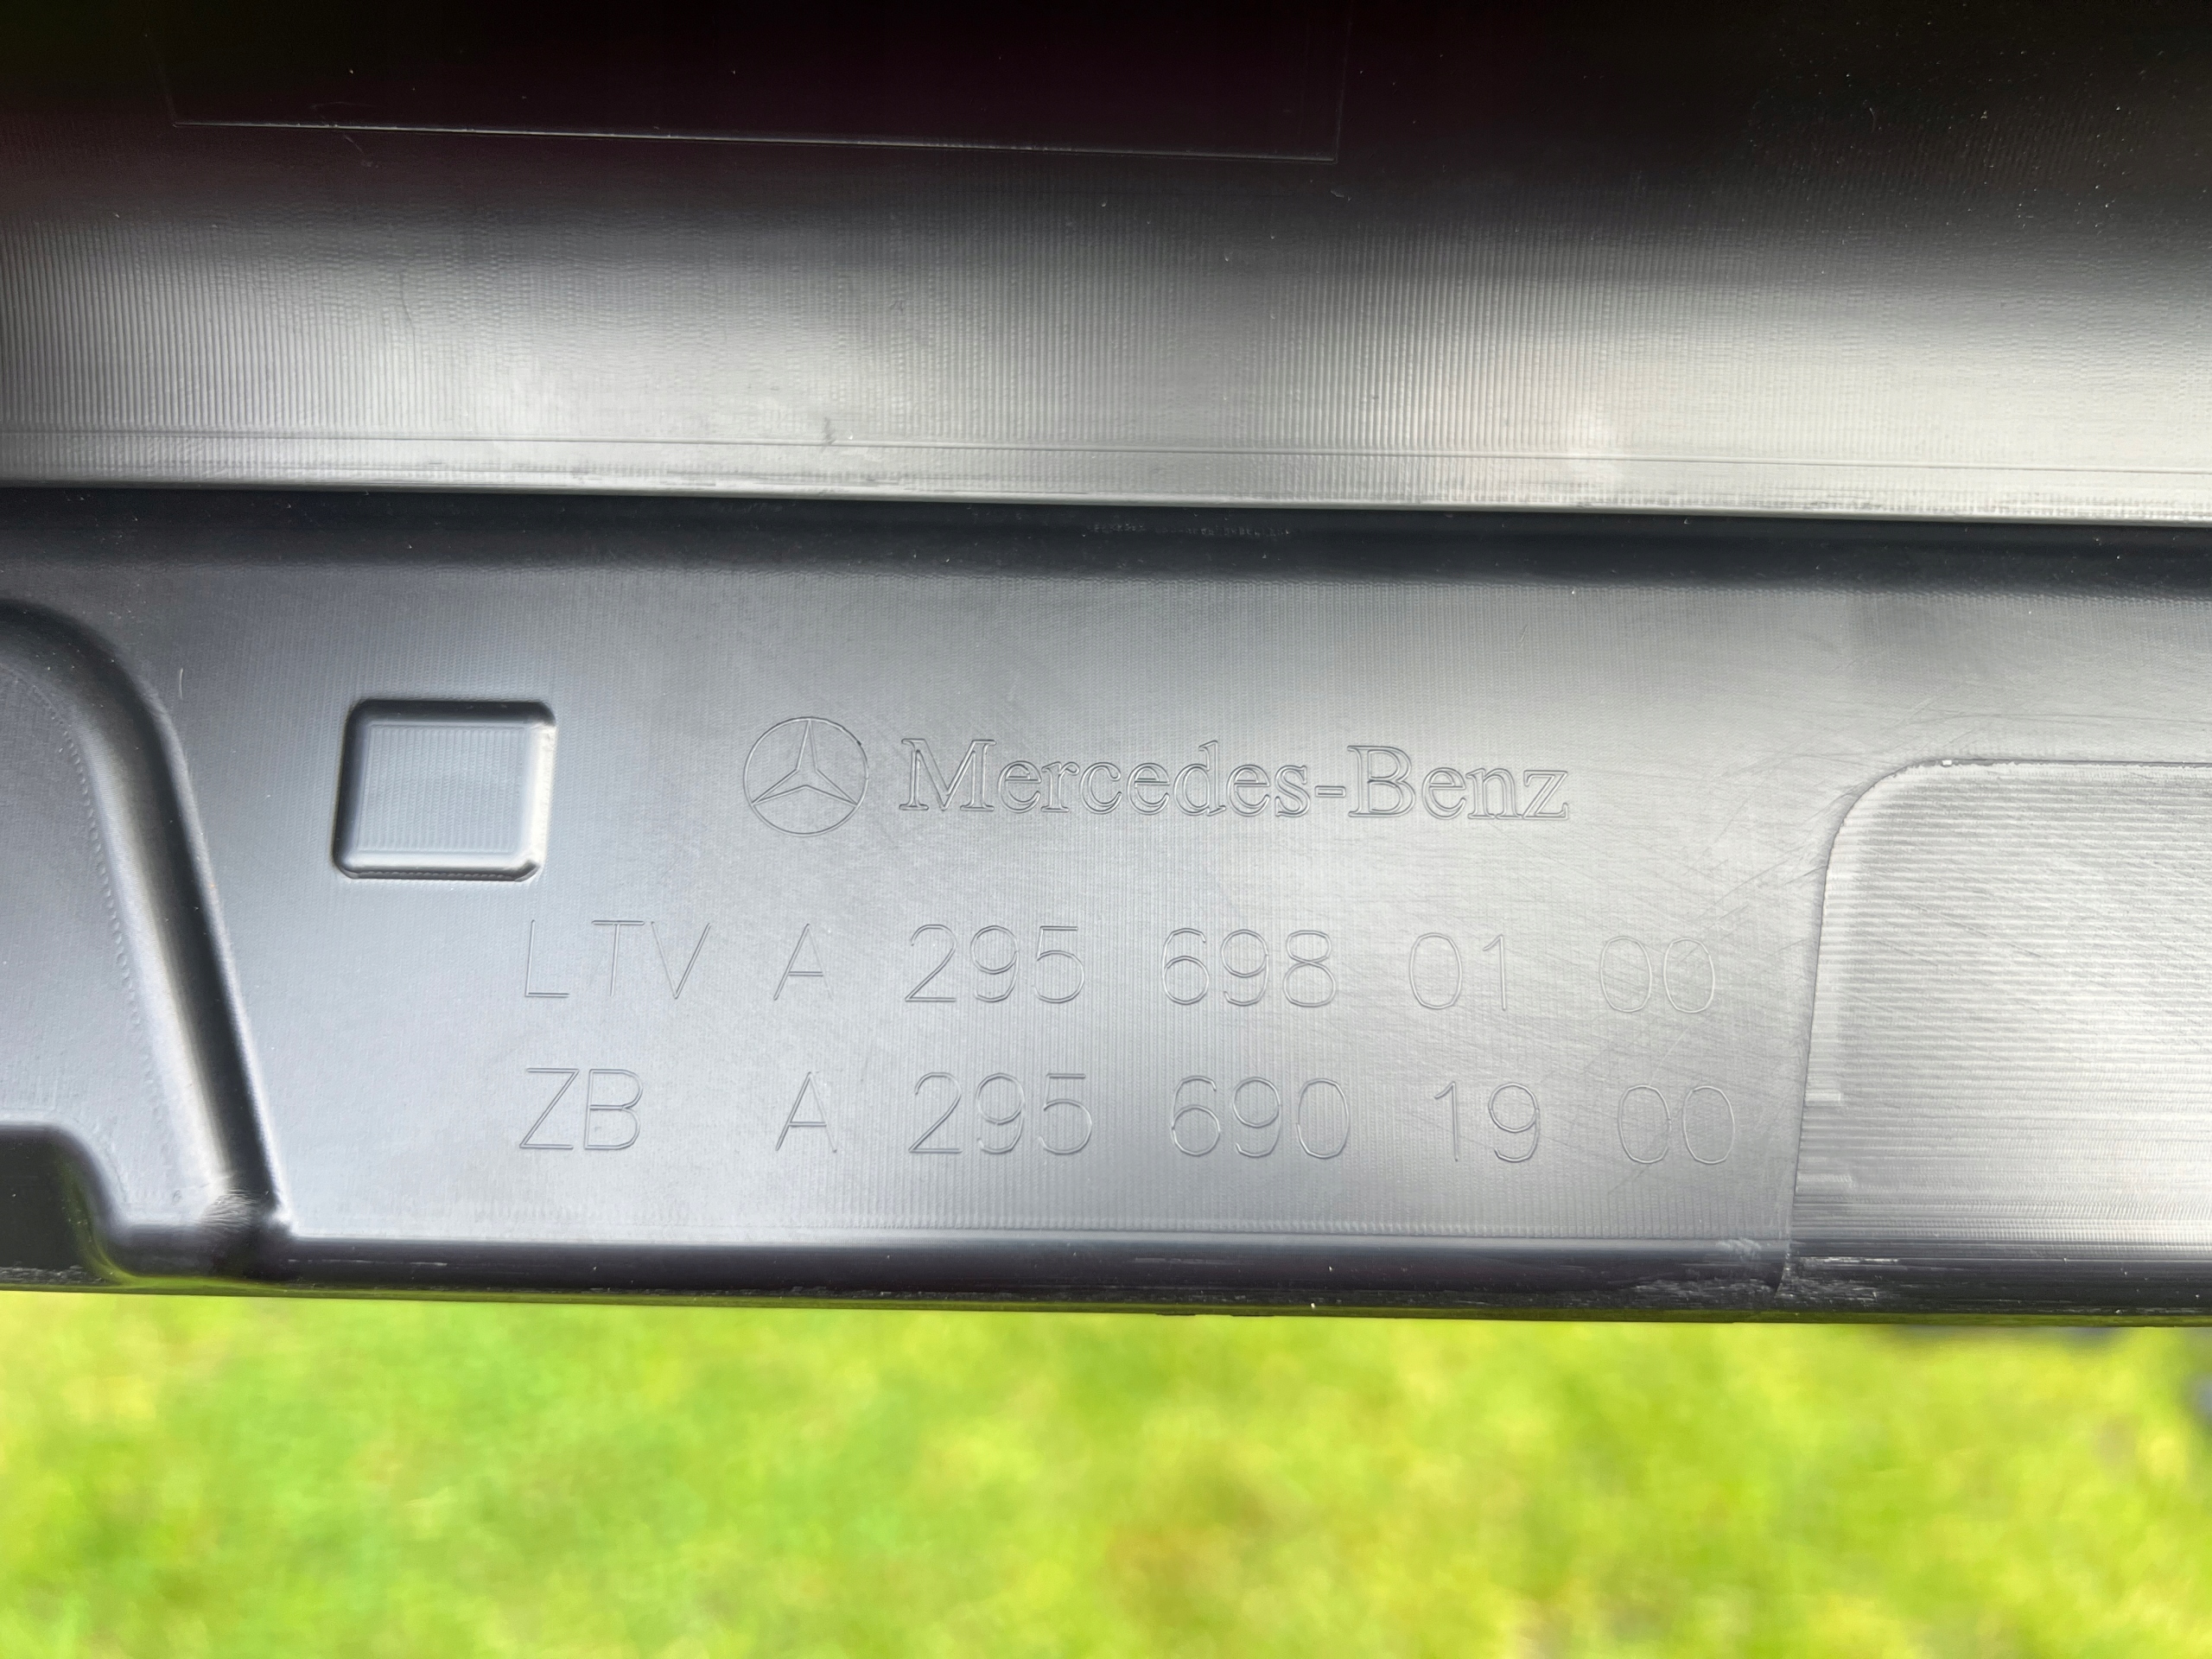 Mercedes-Benz
LTV A 295 698 01 00
ZB A 295 690 19 00